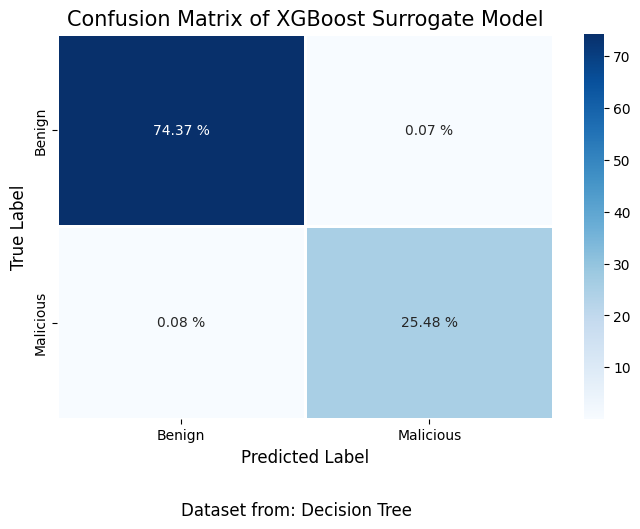 Confusion Matrix of XGBoost Surrogate Model
True Label
Benign
Malicious
74.37 %
0.07 %
0.08 %
25.48 %
Benign
Malicious
Predicted Label
70
60
50
40
30
20
10
Dataset from: Decision Tree